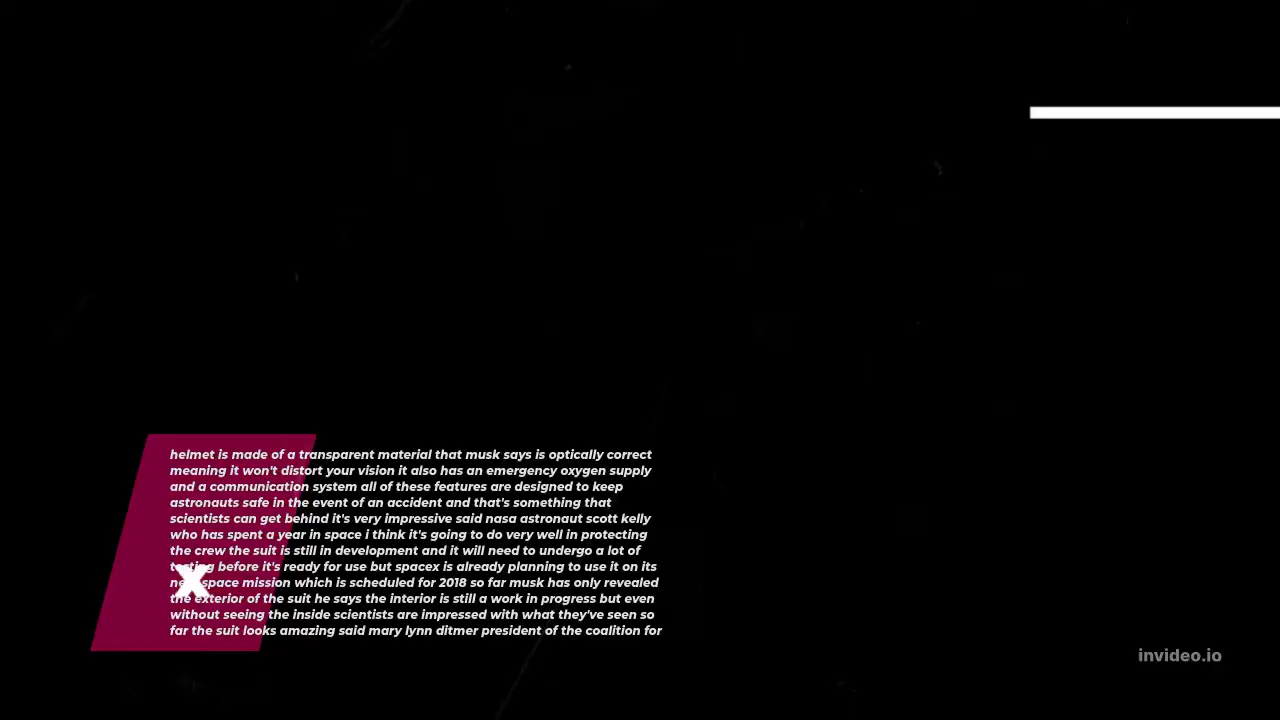 helmet is made of a transparent material that musk says is optically correct
meaning it won't distort your vision it also has an emergency oxygen supply
and a communication system all of these features are designed to keep
astronauts safe in the event of an accident and that's something that
scientists can get behind it's very impressive said nasa astronaut scott kelly
who has spent a year in space i think it's going to do very well in protecting
the crew the suit is still in development and it will need to undergo a lot of
testing before it's ready for use but spacex is already planning to use it on its
space mission which is scheduled for 2018 so far musk has only revealed
the exterior of the suit he says the interior is still a work in progress but even
without seeing the inside scientists are impressed with what they've seen so
far the suit looks amazing said mary lynn ditmer president of the coalition for
x
invideo.io